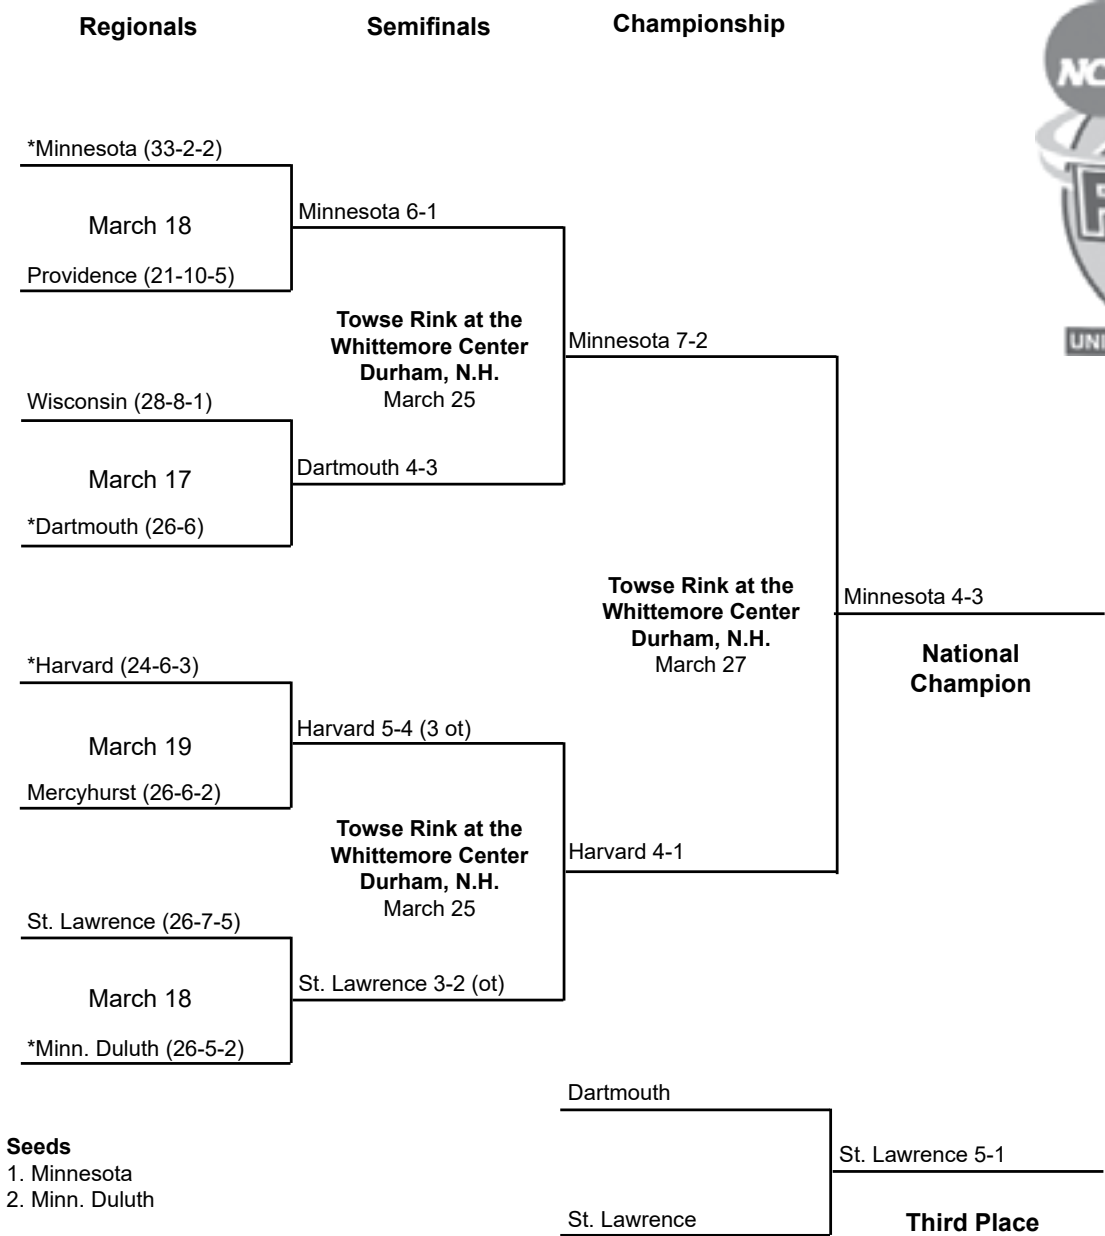 Regionals
Semifinals
Championship
*Minnesota (33-2-2)
March 18
Providence (21-10-5)
Wisconsin (28-8-1)
March 17
*Dartmouth (26-6)
*Harvard (24-6-3)
March 19
Mercyhurst (26-6-2)
St. Lawrence (26-7-5)
March 18
*Minn. Duluth (26-5-2)
Minnesota 6-1
Towse Rink at the
Whittemore Center
Durham, N.H.
March 25
Dartmouth 4-3
Harvard 5-4 (3 ot)
Towse Rink at the
Whittemore Center
Durham, N.H.
March 25
St. Lawrence 3-2 (ot)
Minnesota 7-2
Towse Rink at the
Whittemore Center
Durham, N.H.
March 27
Harvard 4-1
Minnesota 4-3
National
Champion
Dartmouth
St. Lawrence 5-1
St. Lawrence
Third Place
Seeds
1. Minnesota
2. Minn. Duluth